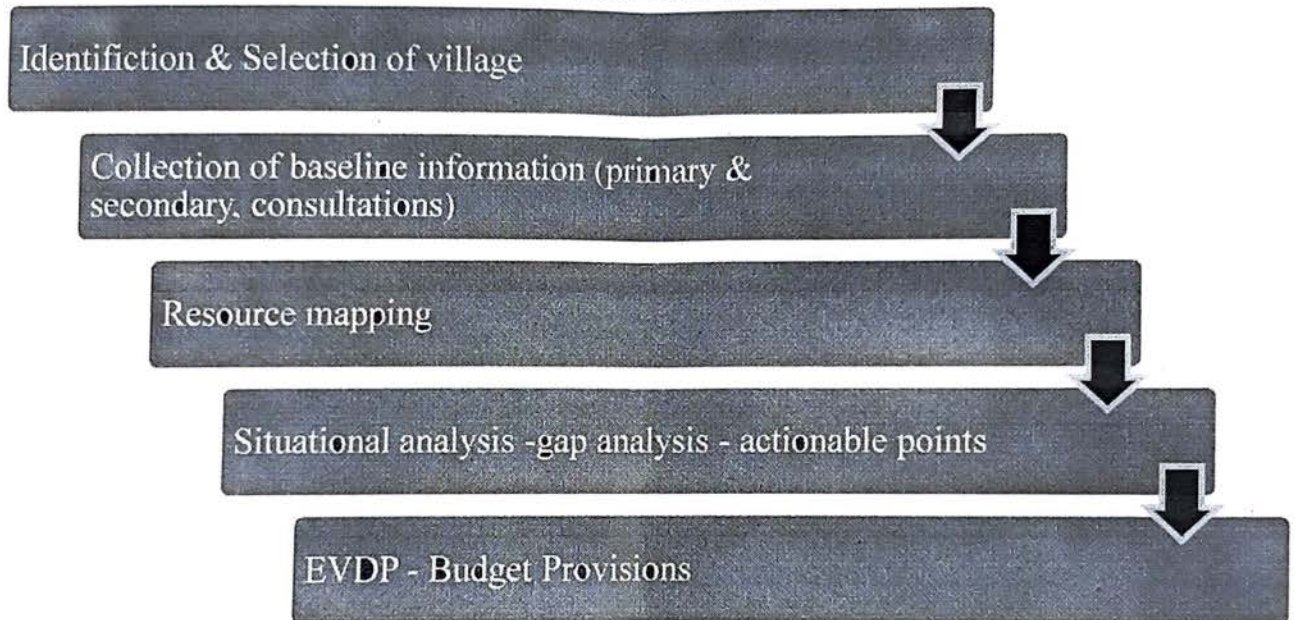 Identifiction & Selection of village
Collection of baseline information (primary &
secondary, consultations)
Resource mapping
Situational analysis -gap analysis - actionable points
EVDP - Budget Provisions